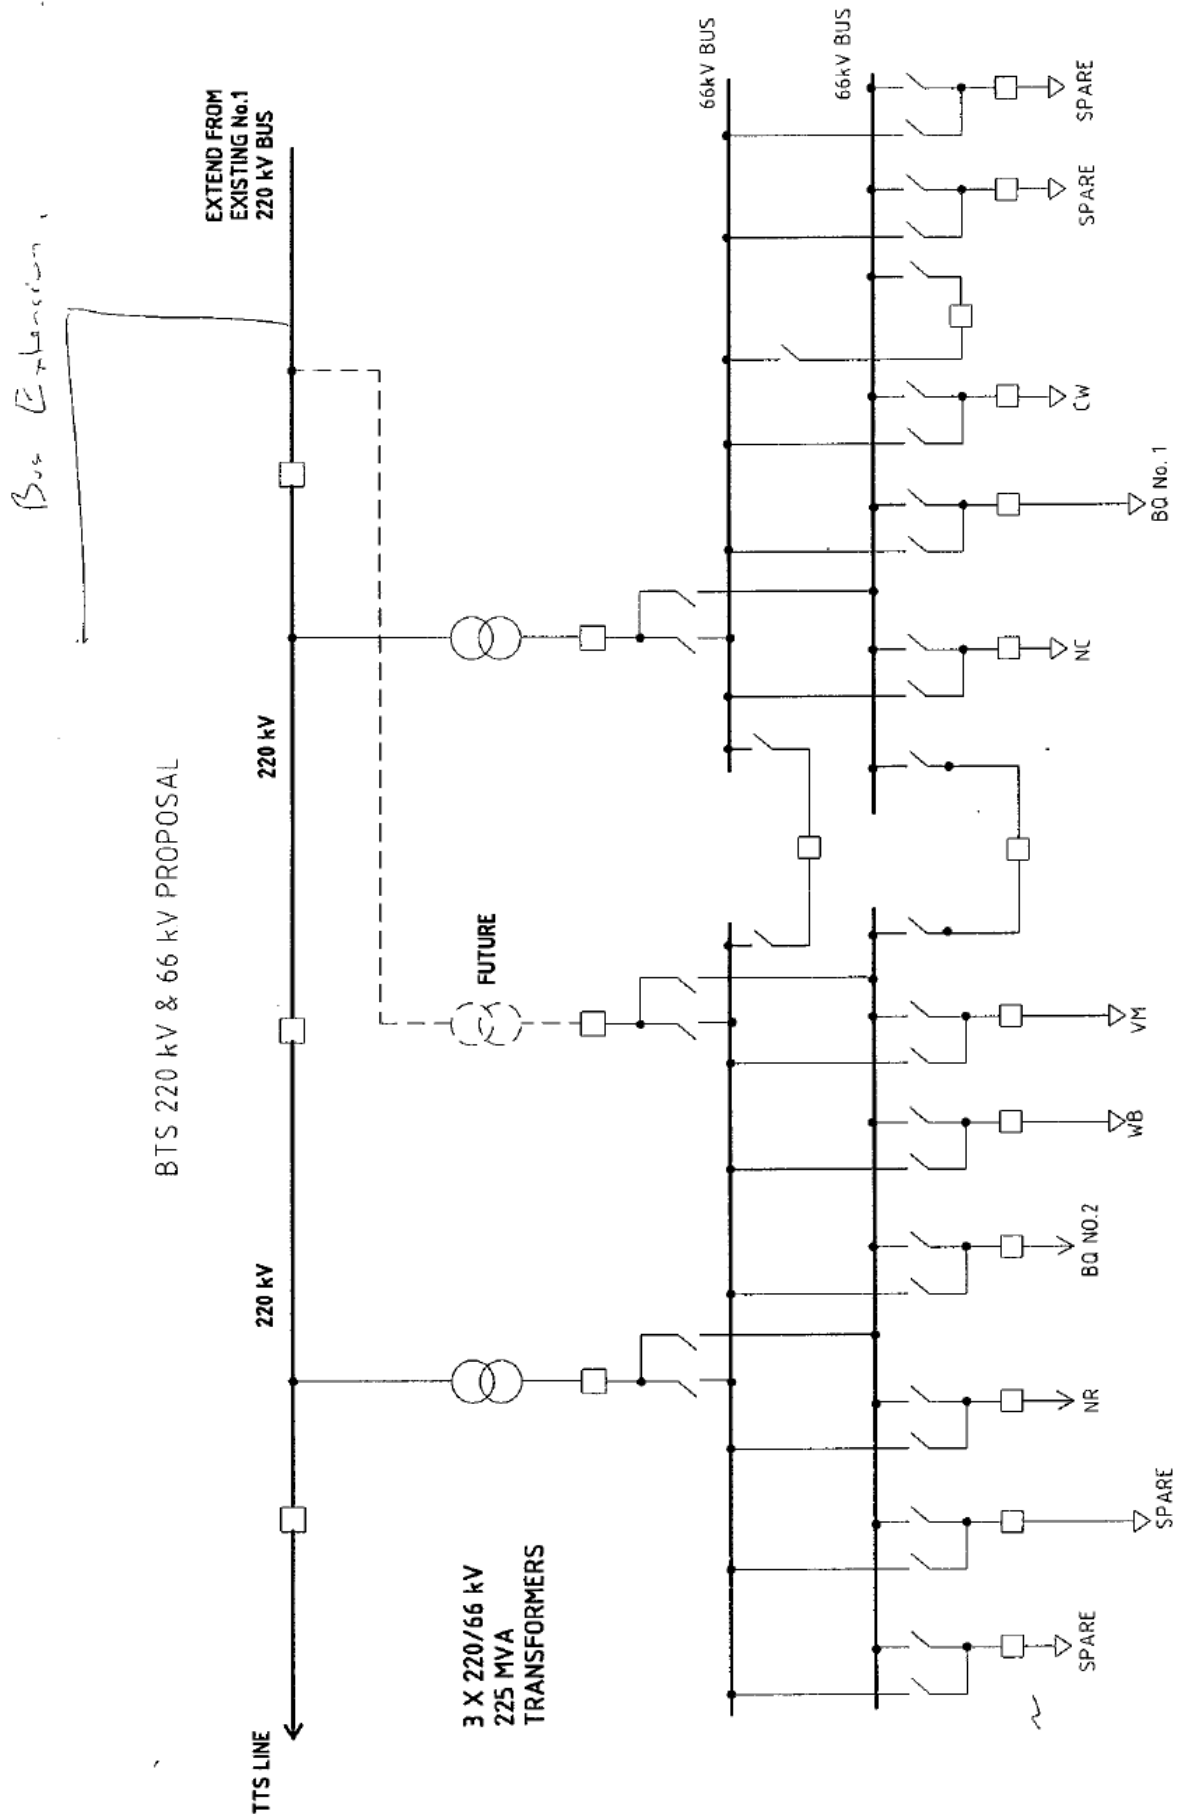 Bus Extension.
BTS 220 kV & 66 kV PROPOSAL
TTS LINE
220 kV
220 kV
EXTEND FROM
EXISTING No.1
220 kV BUS
3 X 220/66 kV
225 MVA
TRANSFORMERS
FUTURE
66kV BUS
66kV BUS
SPARE
SPARE
NR
BQ NO.2
WB
VM
NC
BQ No. 1
CW
SPARE
SPARE